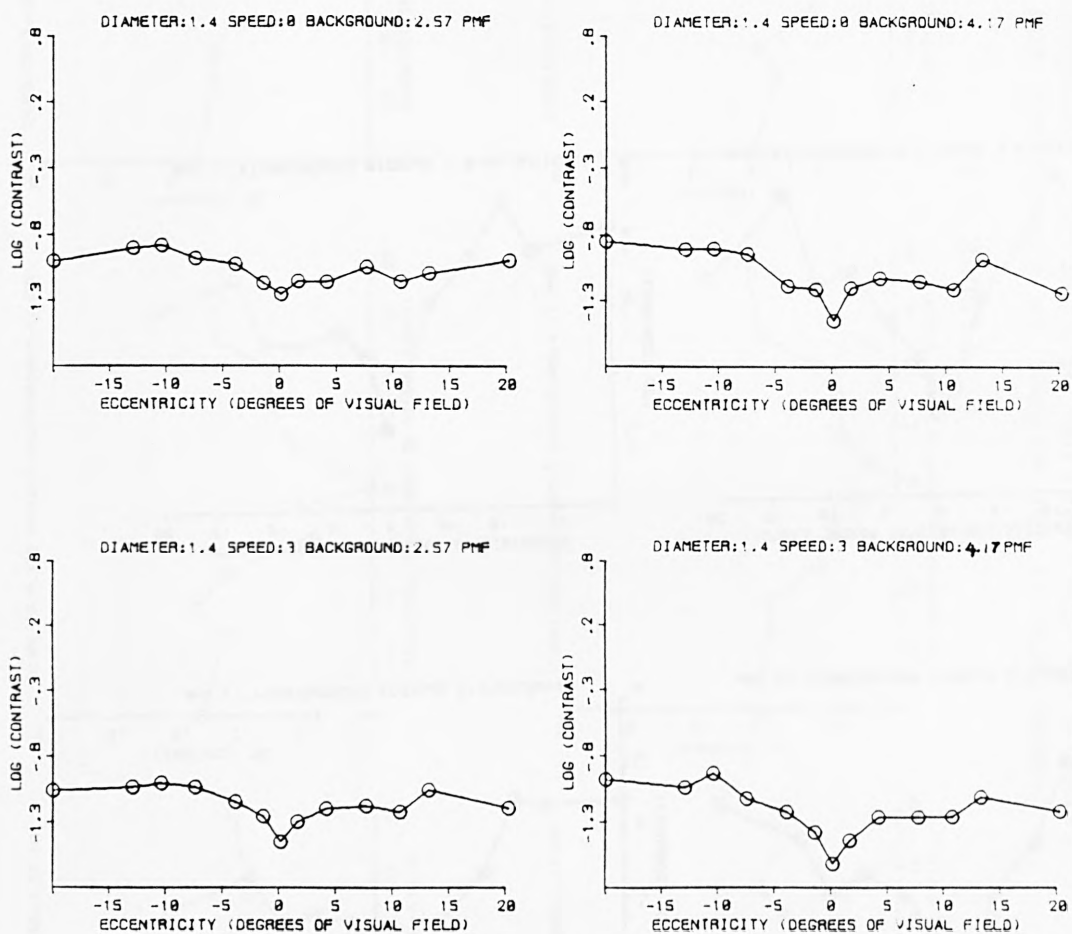 DIAMETER:1.4 SPEED:0 BACKGROUND:2.57 PMF
LOG (CONTRAST)
.8
.2
-.3
-.8
-1.3
-15 -10 -5 0 5 10 15 20
ECCENTRICITY (DEGREES OF VISUAL FIELD)
DIAMETER:1.4 SPEED:0 BACKGROUND:4.17 PMF
LOG (CONTRAST)
.8
.2
-.3
-.8
-1.3
-15 -10 -5 0 5 10 15 20
ECCENTRICITY (DEGREES OF VISUAL FIELD)
DIAMETER:1.4 SPEED:3 BACKGROUND:2.57 PMF
LOG (CONTRAST)
.8
.2
-.3
-.8
-1.3
-15 -10 -5 0 5 10 15 20
ECCENTRICITY (DEGREES OF VISUAL FIELD)
DIAMETER:1.4 SPEED:3 BACKGROUND:4.17 PMF
LOG (CONTRAST)
.8
.2
-.3
-.8
-1.3
-15 -10 -5 0 5 10 15 20
ECCENTRICITY (DEGREES OF VISUAL FIELD)